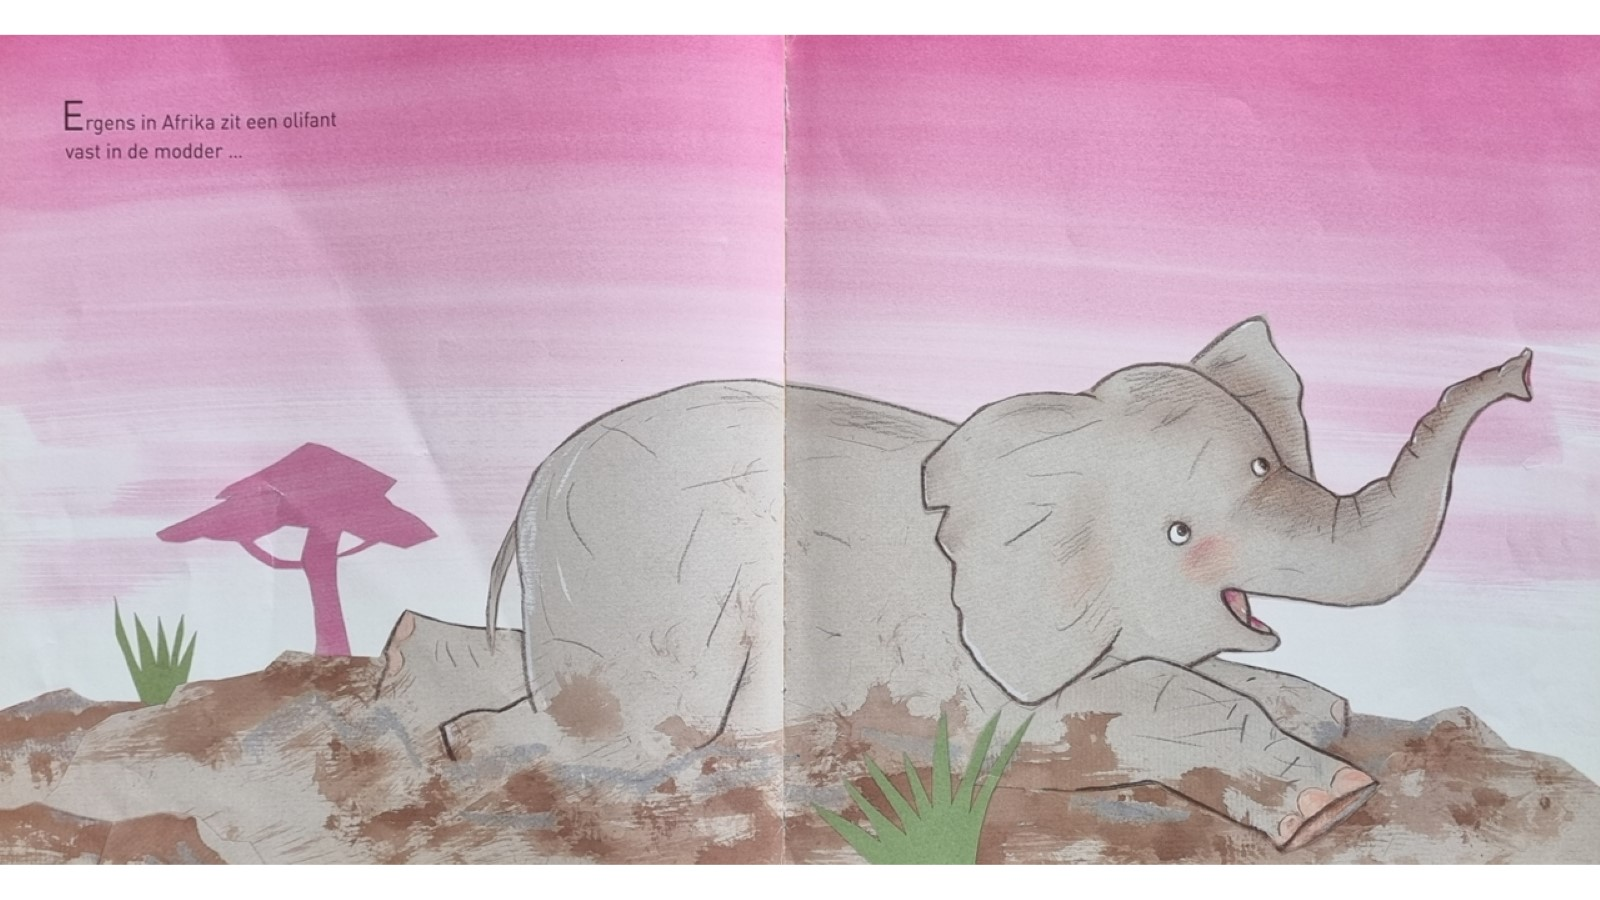 Ergens in Afrika zit een olifant
vast in de modder ...